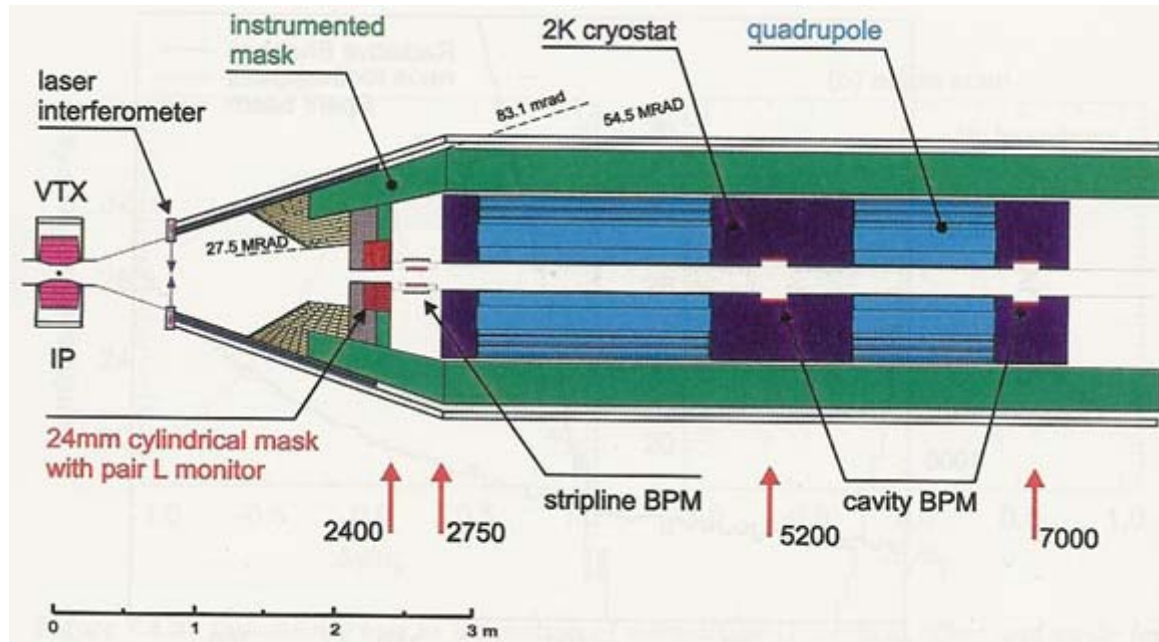 instrumented
mask
2K cryostat
quadrupole
laser
interferometer
83.1 mrad
54.5 MRAD
VTX
27.5 MRAD
IP
24mm cylindrical mask
with pair L monitor
stripline BPM
cavity BPM
2400
2750
5200
7000
0
1
2
3 m